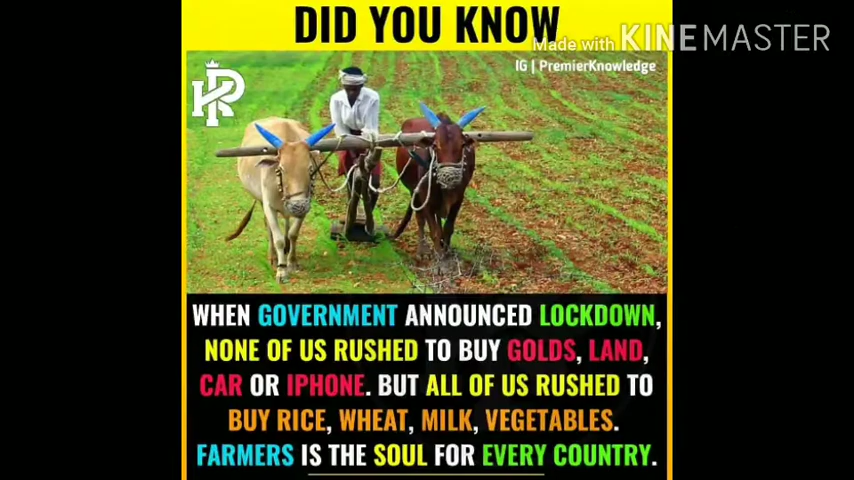 DID YOU KNOW
Made with KINEMASTER
IG | PremierKnowledge
WHEN GOVERNMENT ANNOUNCED LOCKDOWN,
NONE OF US RUSHED TO BUY GOLDS, LAND,
CAR OR IPHONE. BUT ALL OF US RUSHED TO
BUY RICE, WHEAT, MILK, VEGETABLES.
FARMERS IS THE SOUL FOR EVERY COUNTRY.